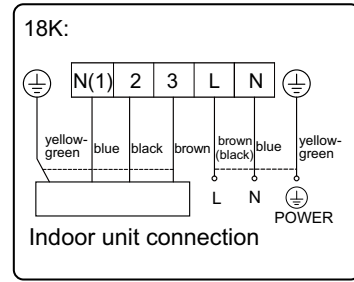 18K:
N(1) 2 3 L N
yellow-
green
blue
black
brown
brown
(black)
blue
yellow-
green
L N
POWER
Indoor unit connection